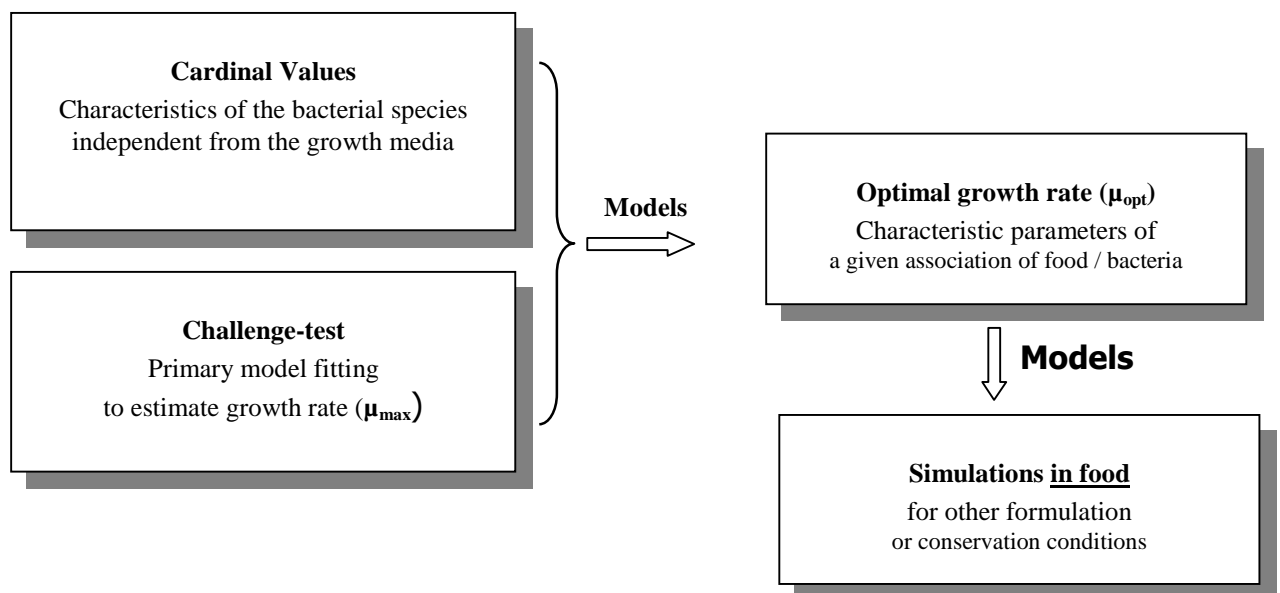 Cardinal Values
Characteristics of the bacterial species
independent from the growth media
Challenge-test
Primary model fitting
to estimate growth rate (μmax)
Models
Optimal growth rate (μopt)
Characteristic parameters of
a given association of food / bacteria
Models
Simulations in food
for other formulation
or conservation conditions